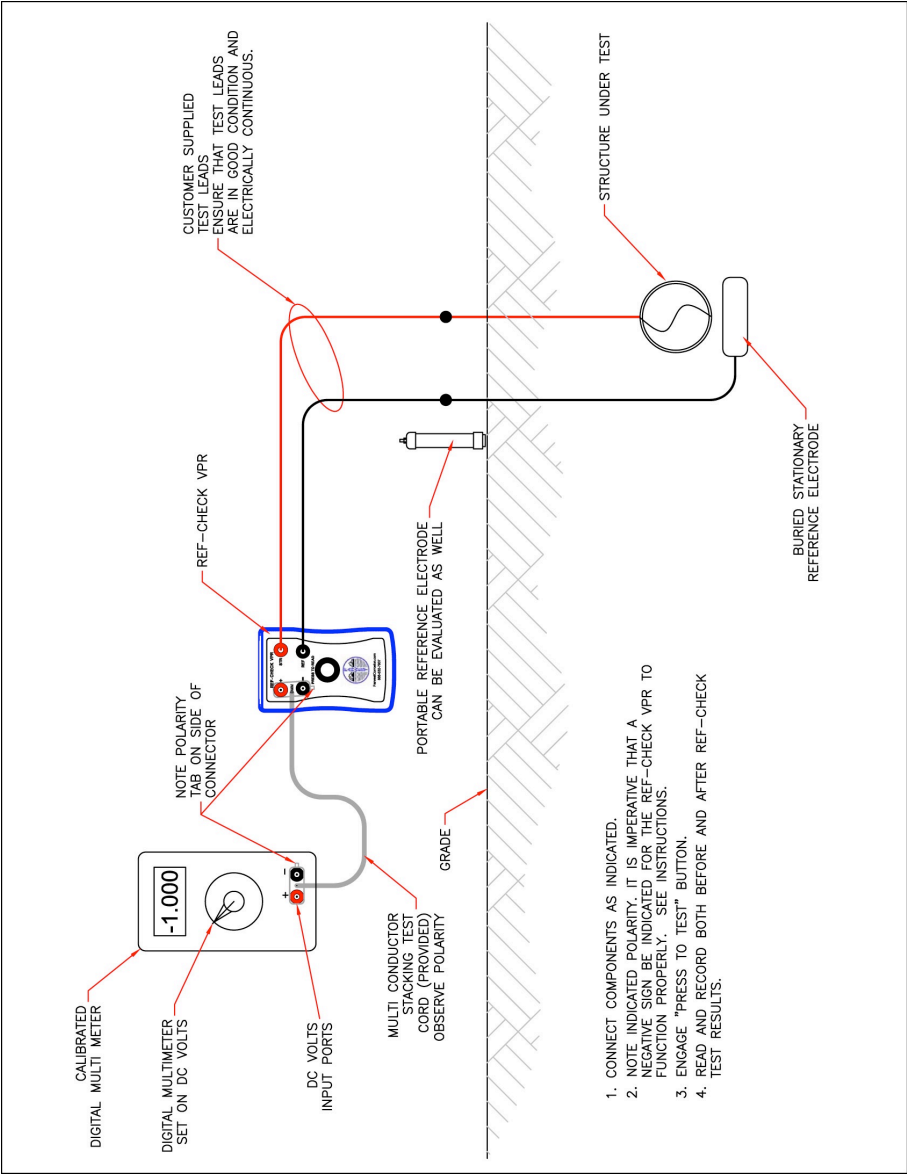 CALIBRATED
DIGITAL MULTI METER
DIGITAL MULTIMETER
SET ON DC VOLTS
DC VOLTS
INPUT PORTS
-1.000
+ −
NOTE POLARITY
TAB ON SIDE OF
CONNECTOR
MULTI CONDUCTOR
STACKING TEST
CORD (PROVIDED)
OBSERVE POLARITY
REF-CHECK VPR
REF-CHECK VPR
+
STR
−
REF
CUSTOMER SUPPLIED
TEST LEADS
ENSURE THAT TEST LEADS
ARE IN GOOD CONDITION AND
ELECTRICALLY CONTINUOUS.
PORTABLE REFERENCE ELECTRODE
CAN BE EVALUATED AS WELL
GRADE
STRUCTURE UNDER TEST
BURIED STATIONARY
REFERENCE ELECTRODE
1. CONNECT COMPONENTS AS INDICATED.
2. NOTE INDICATED POLARITY. IT IS IMPERATIVE THAT A
NEGATIVE SIGN BE INDICATED FOR THE REF-CHECK VPR TO
FUNCTION PROPERLY. SEE INSTRUCTIONS.
3. ENGAGE "PRESS TO TEST" BUTTON.
4. READ AND RECORD BOTH BEFORE AND AFTER REF-CHECK
TEST RESULTS.